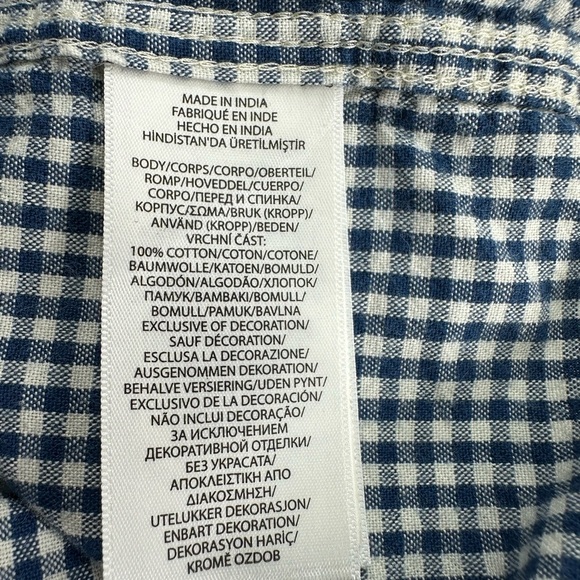 MADE IN INDIA
FABRIQUÉ EN INDE
HECHO EN INDIA
HİNDİSTAN'DA ÜRETİLMİŞTİR
BODY/CORPS/CORPO/OBERTEIL/
ROMP/HOVEDDEL/CUERPO/
CORPO/ПЕРЕД И СПИНКА/
КОРПУС/ΣΩΜΑ/BRUK (KROPP)/
ANVÄND (KROPP)/BEDEN/
VRCHNÍ ČÁST:
100% COTTON/COTON/COTONE/
BAUMWOLLE/KATOEN/BOMULD/
ALGODÓN/ALGODÃO/ХЛОПОК/
ПАМУК/ΒΑΜΒΑΚΙ/BOMULL/
BOMULL/PAMUK/BAVLNA
EXCLUSIVE OF DECORATION/
SAUF DÉCORATION/
ESCLUSA LA DECORAZIONE/
AUSGENOMMEN DEKORATION/
BEHALVE VERSIERING/UDEN PYNT/
EXCLUSIVO DE LA DECORACIÓN/
NÃO INCLUI DECORAÇÃO/
ЗА ИСКЛЮЧЕНИЕМ
ДЕКОРАТИВНОЙ ОТДЕЛКИ/
БЕЗ УКРАСАТА/
ΑΠΟΚΛΕΙΣΤΙΚΗ ΑΠΟ
ΔΙΑΚΟΣΜΗΣΗ/
UTELUKKER DEKORASJON/
ENBART DEKORATION/
DEKORASYON HARİÇ/
KROMĚ OZDOB